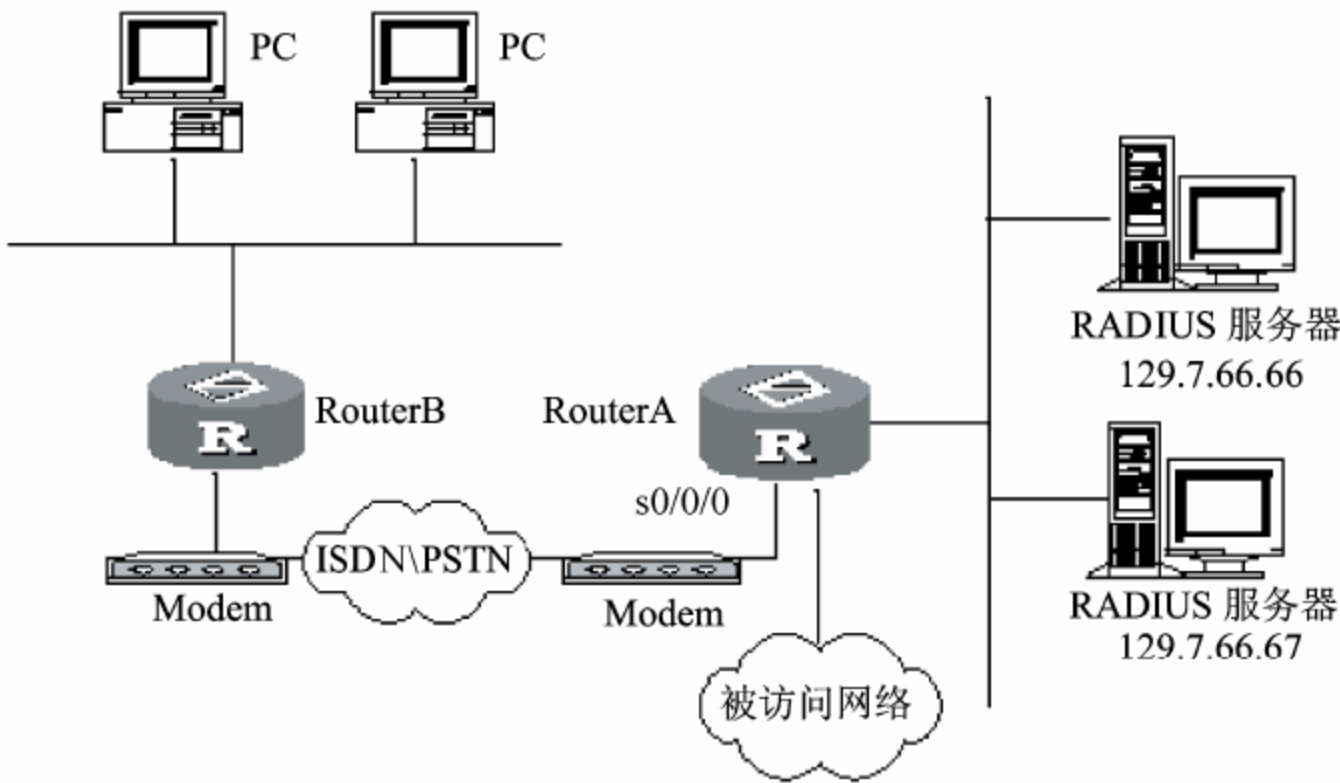 PC
PC
RADIUS 服务器
129.7.66.66
RouterB
RouterA
R
R
s0/0/0
ISDN\PSTN
Modem
Modem
RADIUS 服务器
129.7.66.67
被访问网络